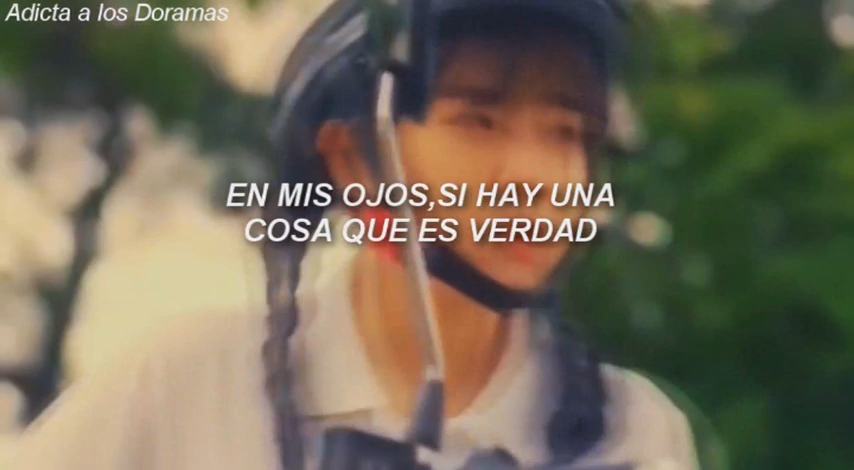 Adicta a los Doramas
EN MIS OJOS,SI HAY UNA
COSA QUE ES VERDAD